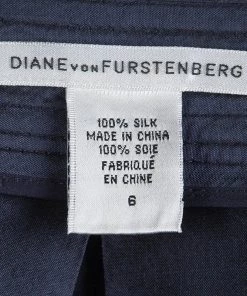 DIANE VON FURSTENBERG
100% SILK
MADE IN CHINA
100% SOIE
FABRIQUÉ
EN CHINE
6